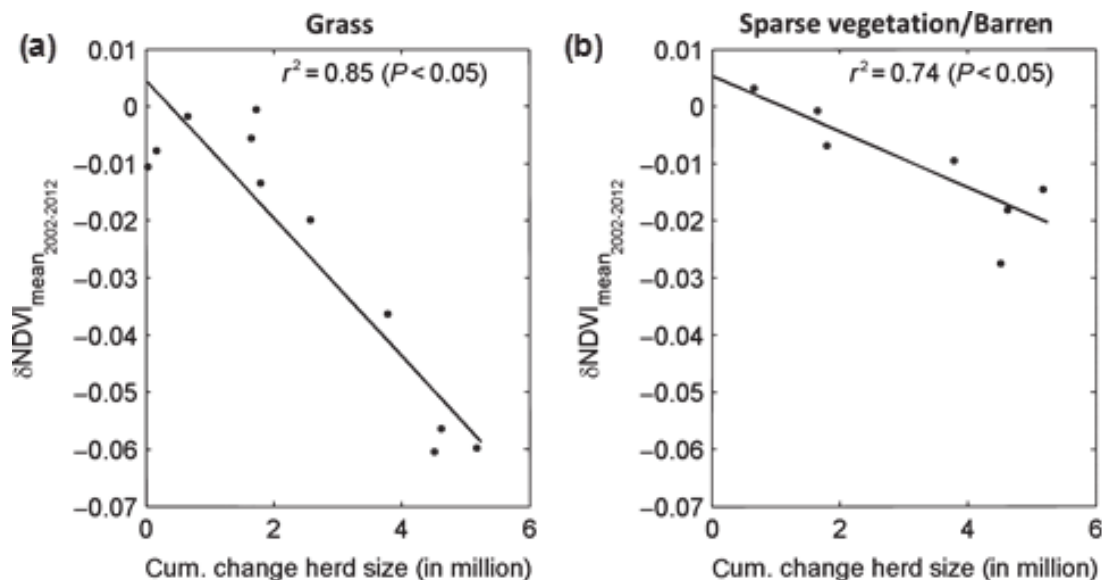 (a)
Grass
r² = 0.85 (P < 0.05)
0.01
0
−0.01
−0.02
−0.03
−0.04
−0.05
−0.06
−0.07
δNDVImean2002-2012
0
2
4
6
Cum. change herd size (in million)
(b)
Sparse vegetation/Barren
r² = 0.74 (P < 0.05)
0.01
0
−0.01
−0.02
−0.03
−0.04
−0.05
−0.06
−0.07
δNDVImean2002-2012
0
2
4
6
Cum. change herd size (in million)